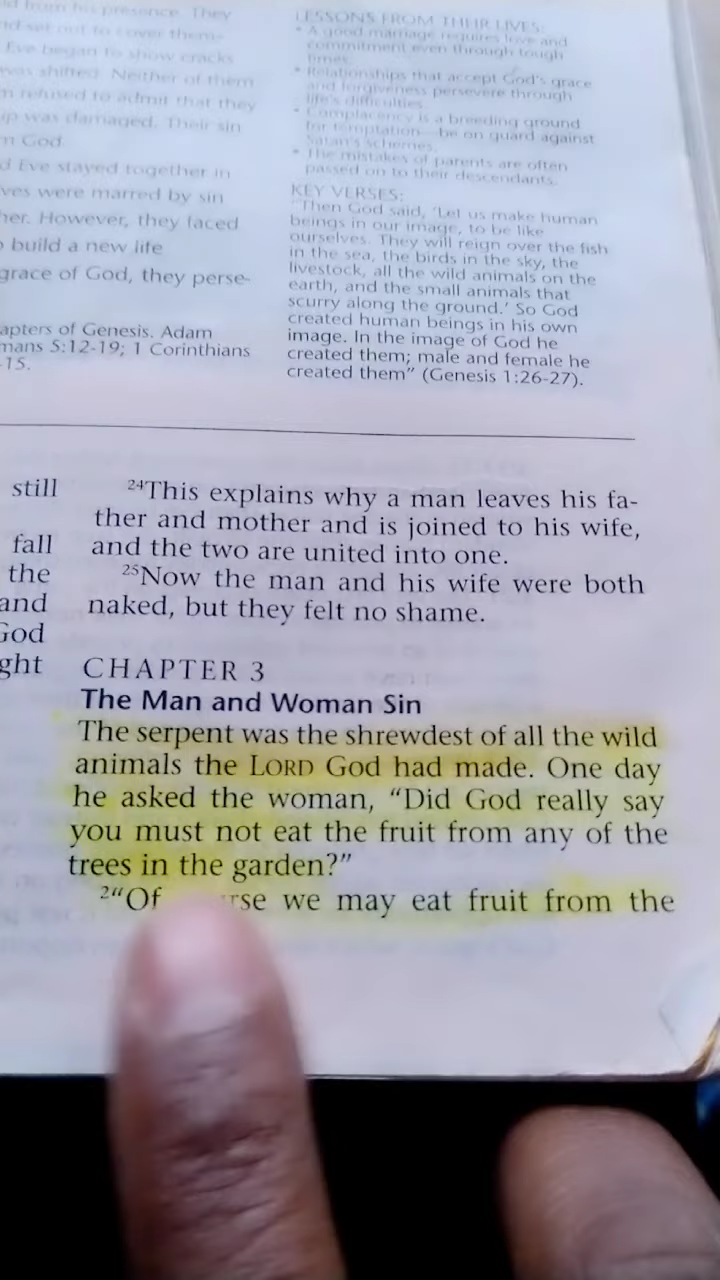 from his presence. They
set out to cover them-
Eve began to show cracks
was shifted. Neither of them
refused to admit that they
was damaged. Their sin
God.
Eve stayed together in
were marred by sin
However, they faced
build a new life
grace of God, they perse-
of Genesis. Adam
5:12-19; 1 Corinthians
LESSONS FROM THEIR LIVES:
• A good marriage requires love and
commitment even through tough
times.
• Relationships that accept God's grace
and forgiveness persevere through
life's difficulties.
• Complacency is a breeding ground
for temptation—be on guard against
Satan's schemes.
• The mistakes of parents are often
passed on to their descendants.
KEY VERSES:
"Then God said, 'Let us make human
beings in our image, to be like
ourselves. They will reign over the fish
in the sea, the birds in the sky, the
livestock, all the wild animals on the
earth, and the small animals that
scurry along the ground.' So God
created human beings in his own
image. In the image of God he
created them; male and female he
created them" (Genesis 1:26-27).
still
fall
the
and
God
24This explains why a man leaves his fa-
ther and mother and is joined to his wife,
and the two are united into one.
25Now the man and his wife were both
naked, but they felt no shame.
CHAPTER 3
The Man and Woman Sin
The serpent was the shrewdest of all the wild
animals the LORD God had made. One day
he asked the woman, "Did God really say
you must not eat the fruit from any of the
trees in the garden?"
2"Of we may eat fruit from the